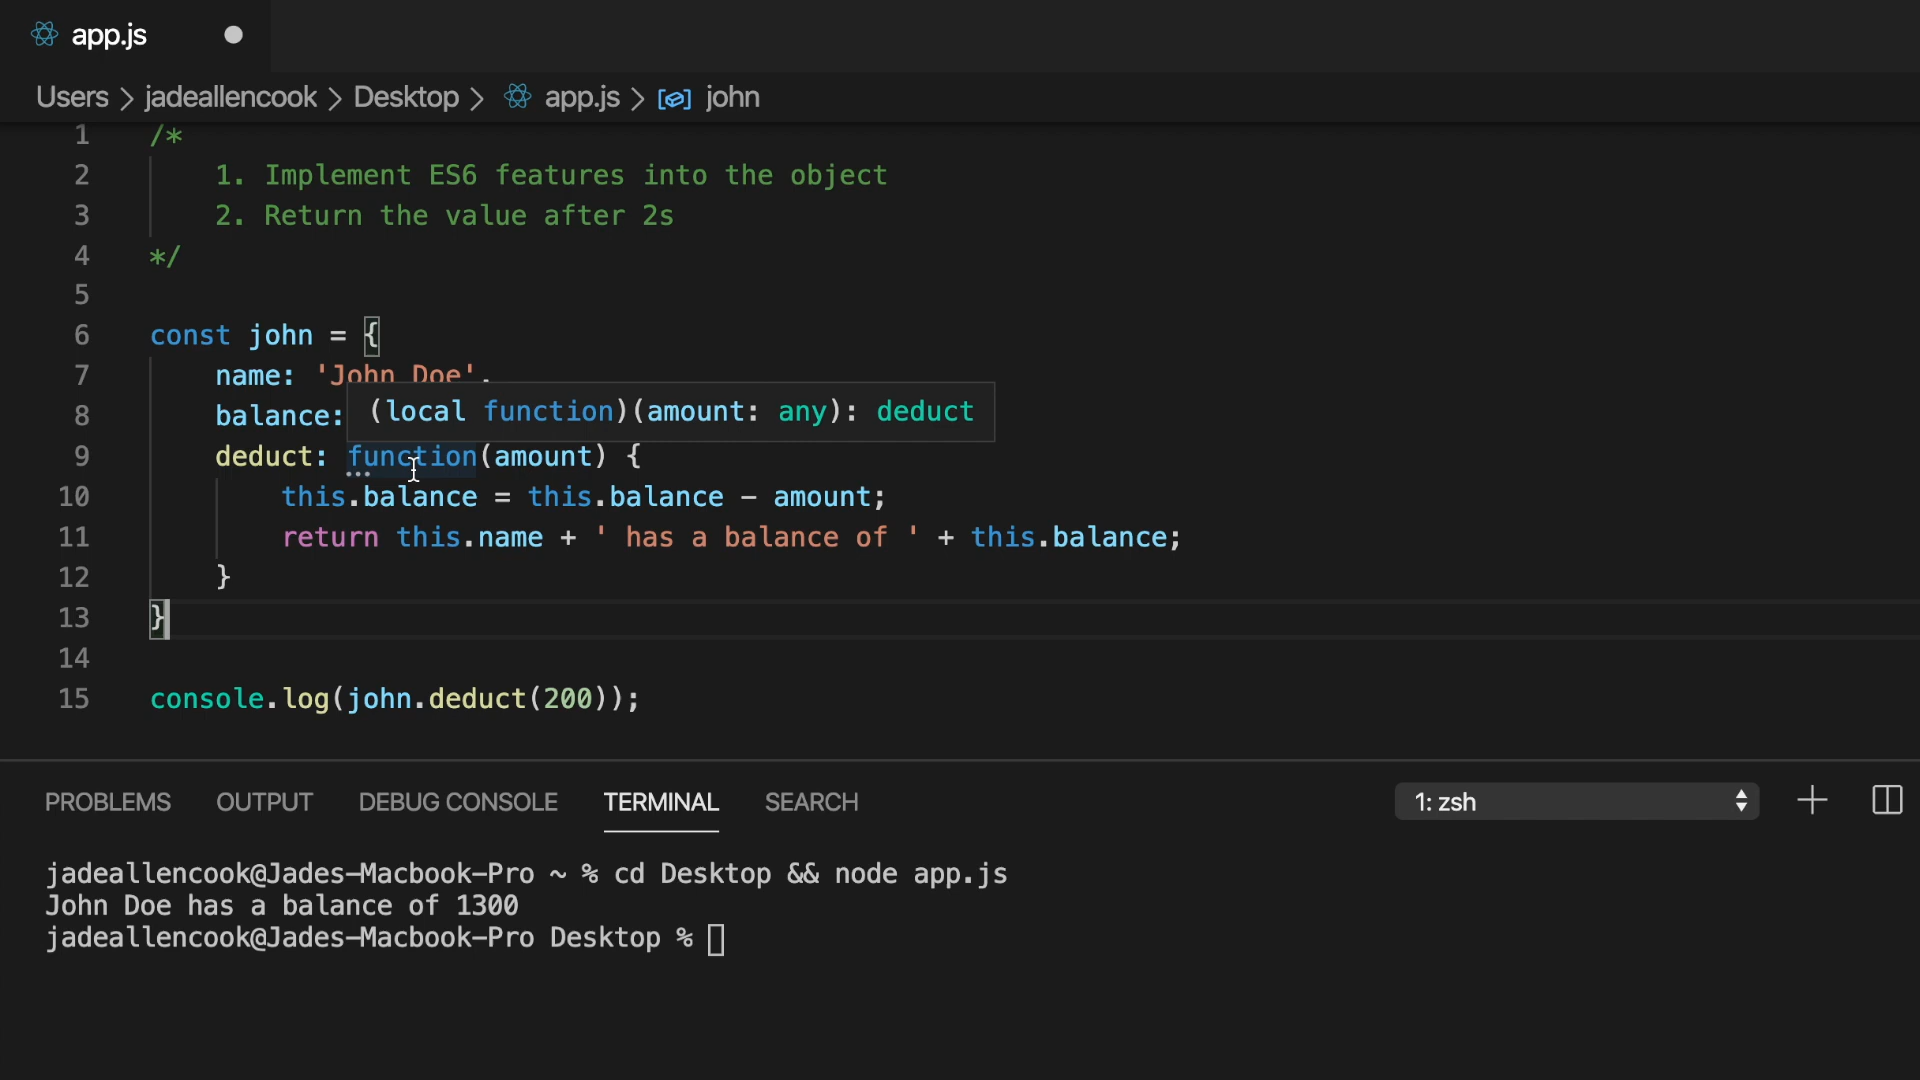 app.js
Users > jadeallencook > Desktop > app.js > john
1 /*
2 1. Implement ES6 features into the object
3 2. Return the value after 2s
4 */
5
6 const john = {
7 name: 'John Doe',
8 balance: (local function)(amount: any): deduct
9 deduct: function(amount) {
10 this.balance = this.balance - amount;
11 return this.name + ' has a balance of ' + this.balance;
12 }
13 }
14
15 console.log(john.deduct(200));
PROBLEMS OUTPUT DEBUG CONSOLE TERMINAL SEARCH 1: zsh
jadeallencook@Jades-Macbook-Pro ~ % cd Desktop && node app.js
John Doe has a balance of 1300
jadeallencook@Jades-Macbook-Pro Desktop %